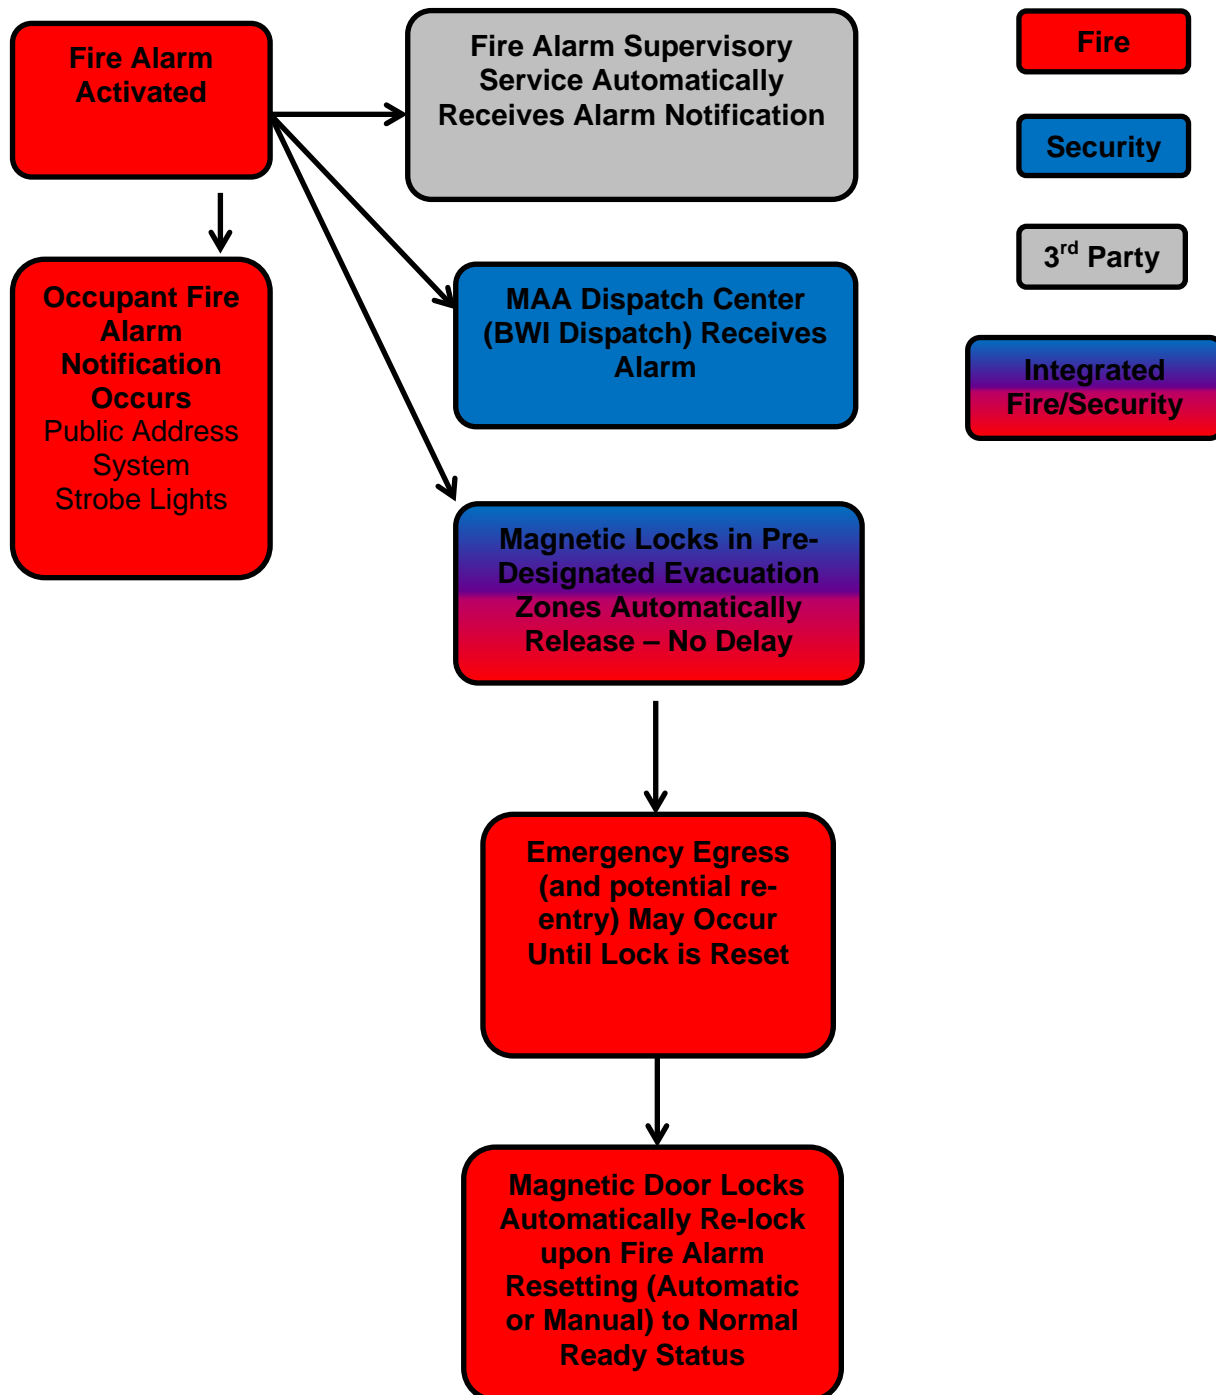 Fire Alarm
Activated
Fire Alarm Supervisory
Service Automatically
Receives Alarm Notification
Fire
Security
3rd Party
Integrated
Fire/Security
Occupant Fire
Alarm
Notification
Occurs
Public Address
System
Strobe Lights
MAA Dispatch Center
(BWI Dispatch) Receives
Alarm
Magnetic Locks in Pre-
Designated Evacuation
Zones Automatically
Release – No Delay
Emergency Egress
(and potential re-
entry) May Occur
Until Lock is Reset
Magnetic Door Locks
Automatically Re-lock
upon Fire Alarm
Resetting (Automatic
or Manual) to Normal
Ready Status